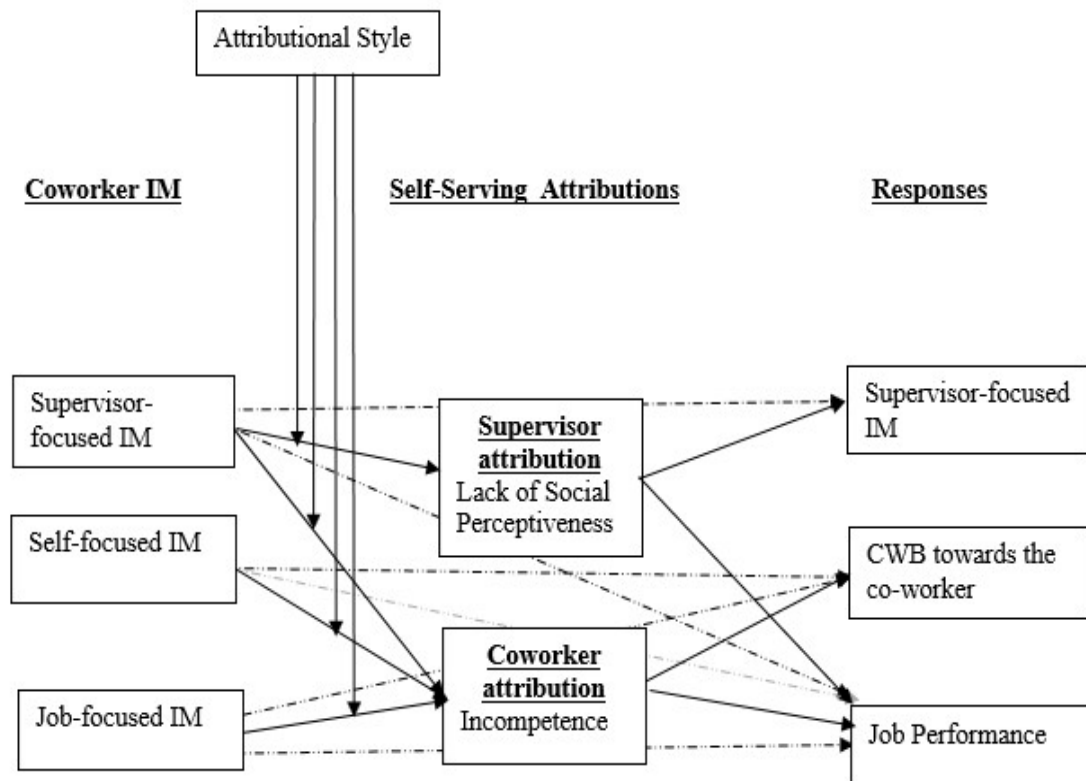 Attributional Style
Coworker IM
Self-Serving Attributions
Responses
Supervisor-
focused IM
Supervisor
attribution
Lack of Social
Perceptiveness
Supervisor-focused
IM
Self-focused IM
CWB towards the
co-worker
Job-focused IM
Coworker
attribution
Incompetence
Job Performance